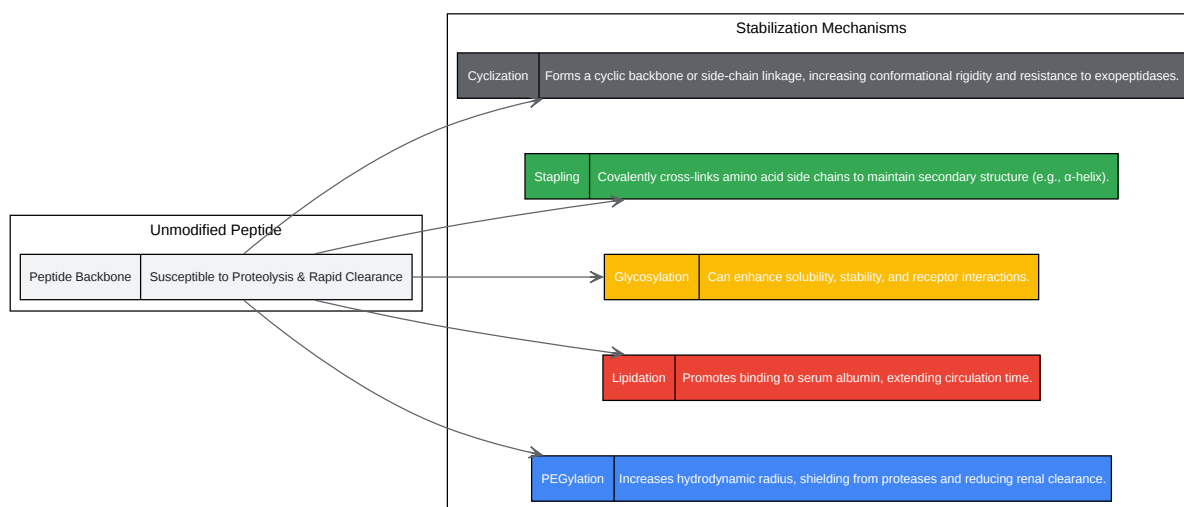 Stabilization Mechanisms
Cyclization Forms a cyclic backbone or side-chain linkage, increasing conformational rigidity and resistance to exopeptidases.
Stapling Covalently cross-links amino acid side chains to maintain secondary structure (e.g., α-helix).
Unmodified Peptide
Peptide Backbone Susceptible to Proteolysis & Rapid Clearance
Glycosylation Can enhance solubility, stability, and receptor interactions.
Lipidation Promotes binding to serum albumin, extending circulation time.
PEGylation Increases hydrodynamic radius, shielding from proteases and reducing renal clearance.